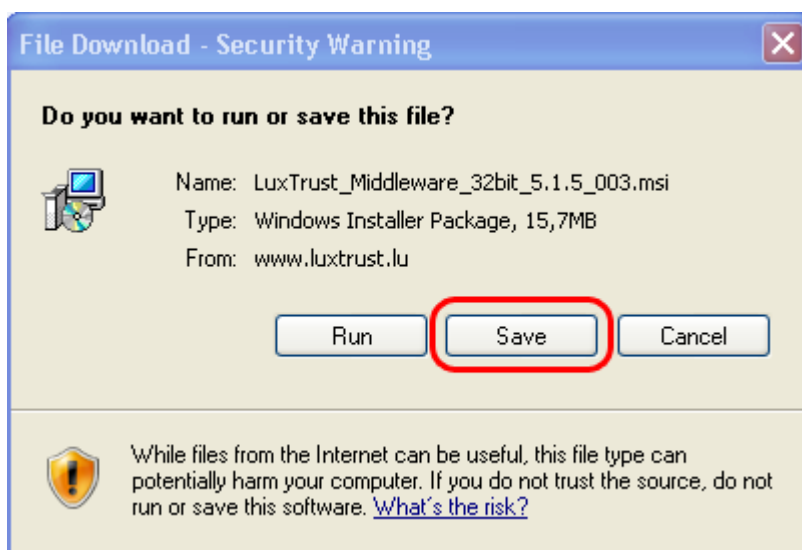 File Download - Security Warning
Do you want to run or save this file?
Name: LuxTrust_Middleware_32bit_5.1.5_003.msi
Type: Windows Installer Package, 15,7MB
From: www.luxtrust.lu
Run Save Cancel
While files from the Internet can be useful, this file type can
potentially harm your computer. If you do not trust the source, do not
run or save this software. What´s the risk?